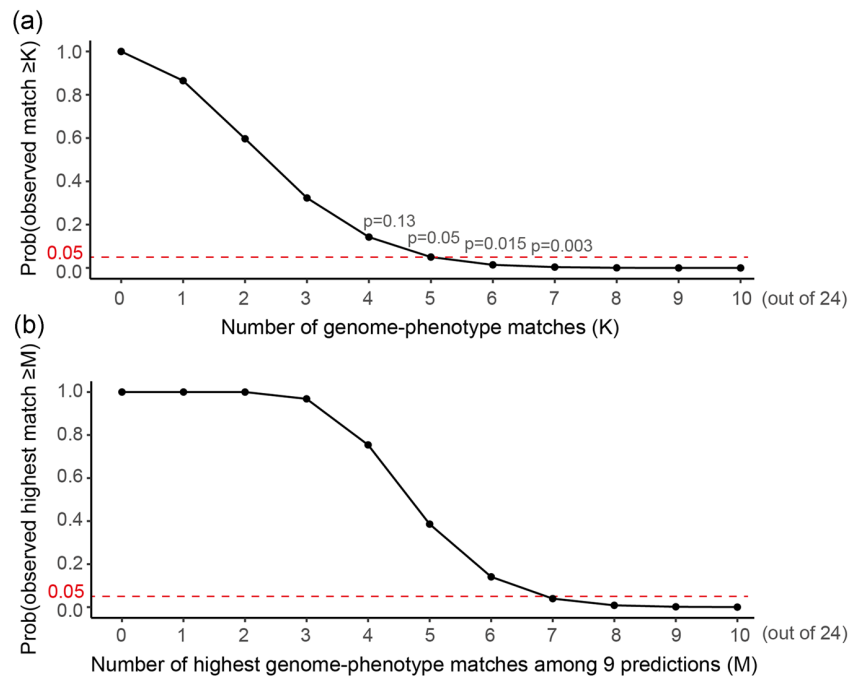 (a)
Prob(observed match ≥K)
1.0
0.8
0.6
0.4
0.2
0.05
0.0
p=0.13
p=0.05
p=0.015
p=0.003
0 1 2 3 4 5 6 7 8 9 10 (out of 24)
Number of genome-phenotype matches (K)
(b)
Prob(observed highest match ≥M)
1.0
0.8
0.6
0.4
0.2
0.05
0.0
0 1 2 3 4 5 6 7 8 9 10 (out of 24)
Number of highest genome-phenotype matches among 9 predictions (M)